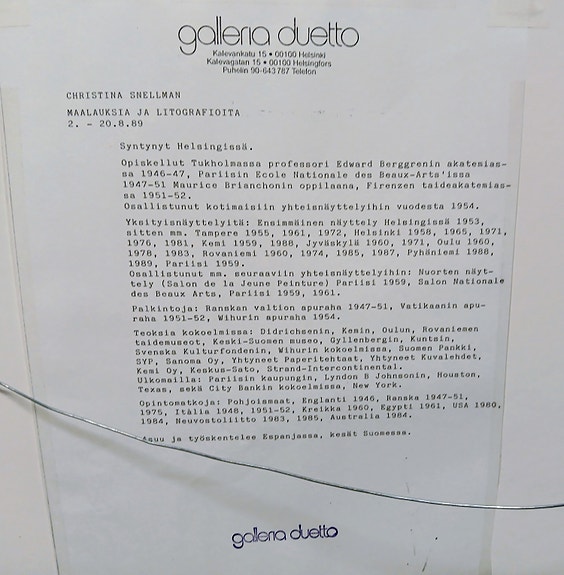 galleria duetto
Kalevankatu 15 • 00100 Helsinki
Kalevagatan 15 • 00100 Helsingfors
Puhelin 90-643 787 Telefon
CHRISTINA SNELLMAN
MAALAUKSIA JA LITOGRAFIOITA
2. - 20.8.89
Syntynyt Helsingissä.
Opiskellut Tukholmassa professori Edward Berggrenin akatemias-
sa 1946-47, Pariisin Ecole Nationale des Beaux-Arts'issa
1947-51 Maurice Brianchonin oppilaana, Firenzen taideakatemias-
sa 1951-52.
Osallistunut kotimaisiin yhteisnäyttelyihin vuodesta 1954.
Yksityisnäyttelyitä: Ensimmäinen näyttely Helsingissä 1953,
sitten mm. Tampere 1955, 1961, 1972, Helsinki 1958, 1965, 1971,
1976, 1981, Kemi 1959, 1988, Jyväskylä 1960, 1971, Oulu 1960,
1978, 1983, Rovaniemi 1960, 1974, 1985, 1987, Pyhäniemi 1988,
1989, Pariisi 1959.
Osallistunut mm. seuraaviin yhteisnäyttelyihin: Nuorten näyt-
tely (Salon de la Jeune Peinture) Pariisi 1959, Salon Nationale
des Beaux Arts, Pariisi 1959, 1961.
Palkintoja: Ranskan valtion apuraha 1947-51, Vatikaanin apu-
raha 1951-52, Wihurin apuraha 1954.
Teoksia kokoelmissa: Didrichsenin, Kemin, Oulun, Rovaniemen
taidemuseot, Keski-Suomen museo, Gyllenbergin, Kuntsin,
Svenska Kulturfondenin, Wihurin kokoelmissa, Suomen Pankki,
SYP, Sanoma Oy, Yhtyneet Paperitehtaat, Yhtyneet Kuvalehdet,
Kemi Oy, Keskus-Sato, Strand-Intercontinental.
Ulkomailla: Pariisin kaupungin, Lyndon B Johnsonin, Houston,
Texas, sekä City Bankin kokoelmissa, New York.
Opintomatkoja: Pohjoismaat, Englanti 1946, Ranska 1947-51,
1975, Itàlia 1948, 1951-52, Kreikka 1960, Egypti 1961, USA 1980,
1984, Neuvostoliitto 1983, 1985, Australia 1984.
Asuu ja työskentelee Espanjassa, kesät Suomessa.
galleria duetto